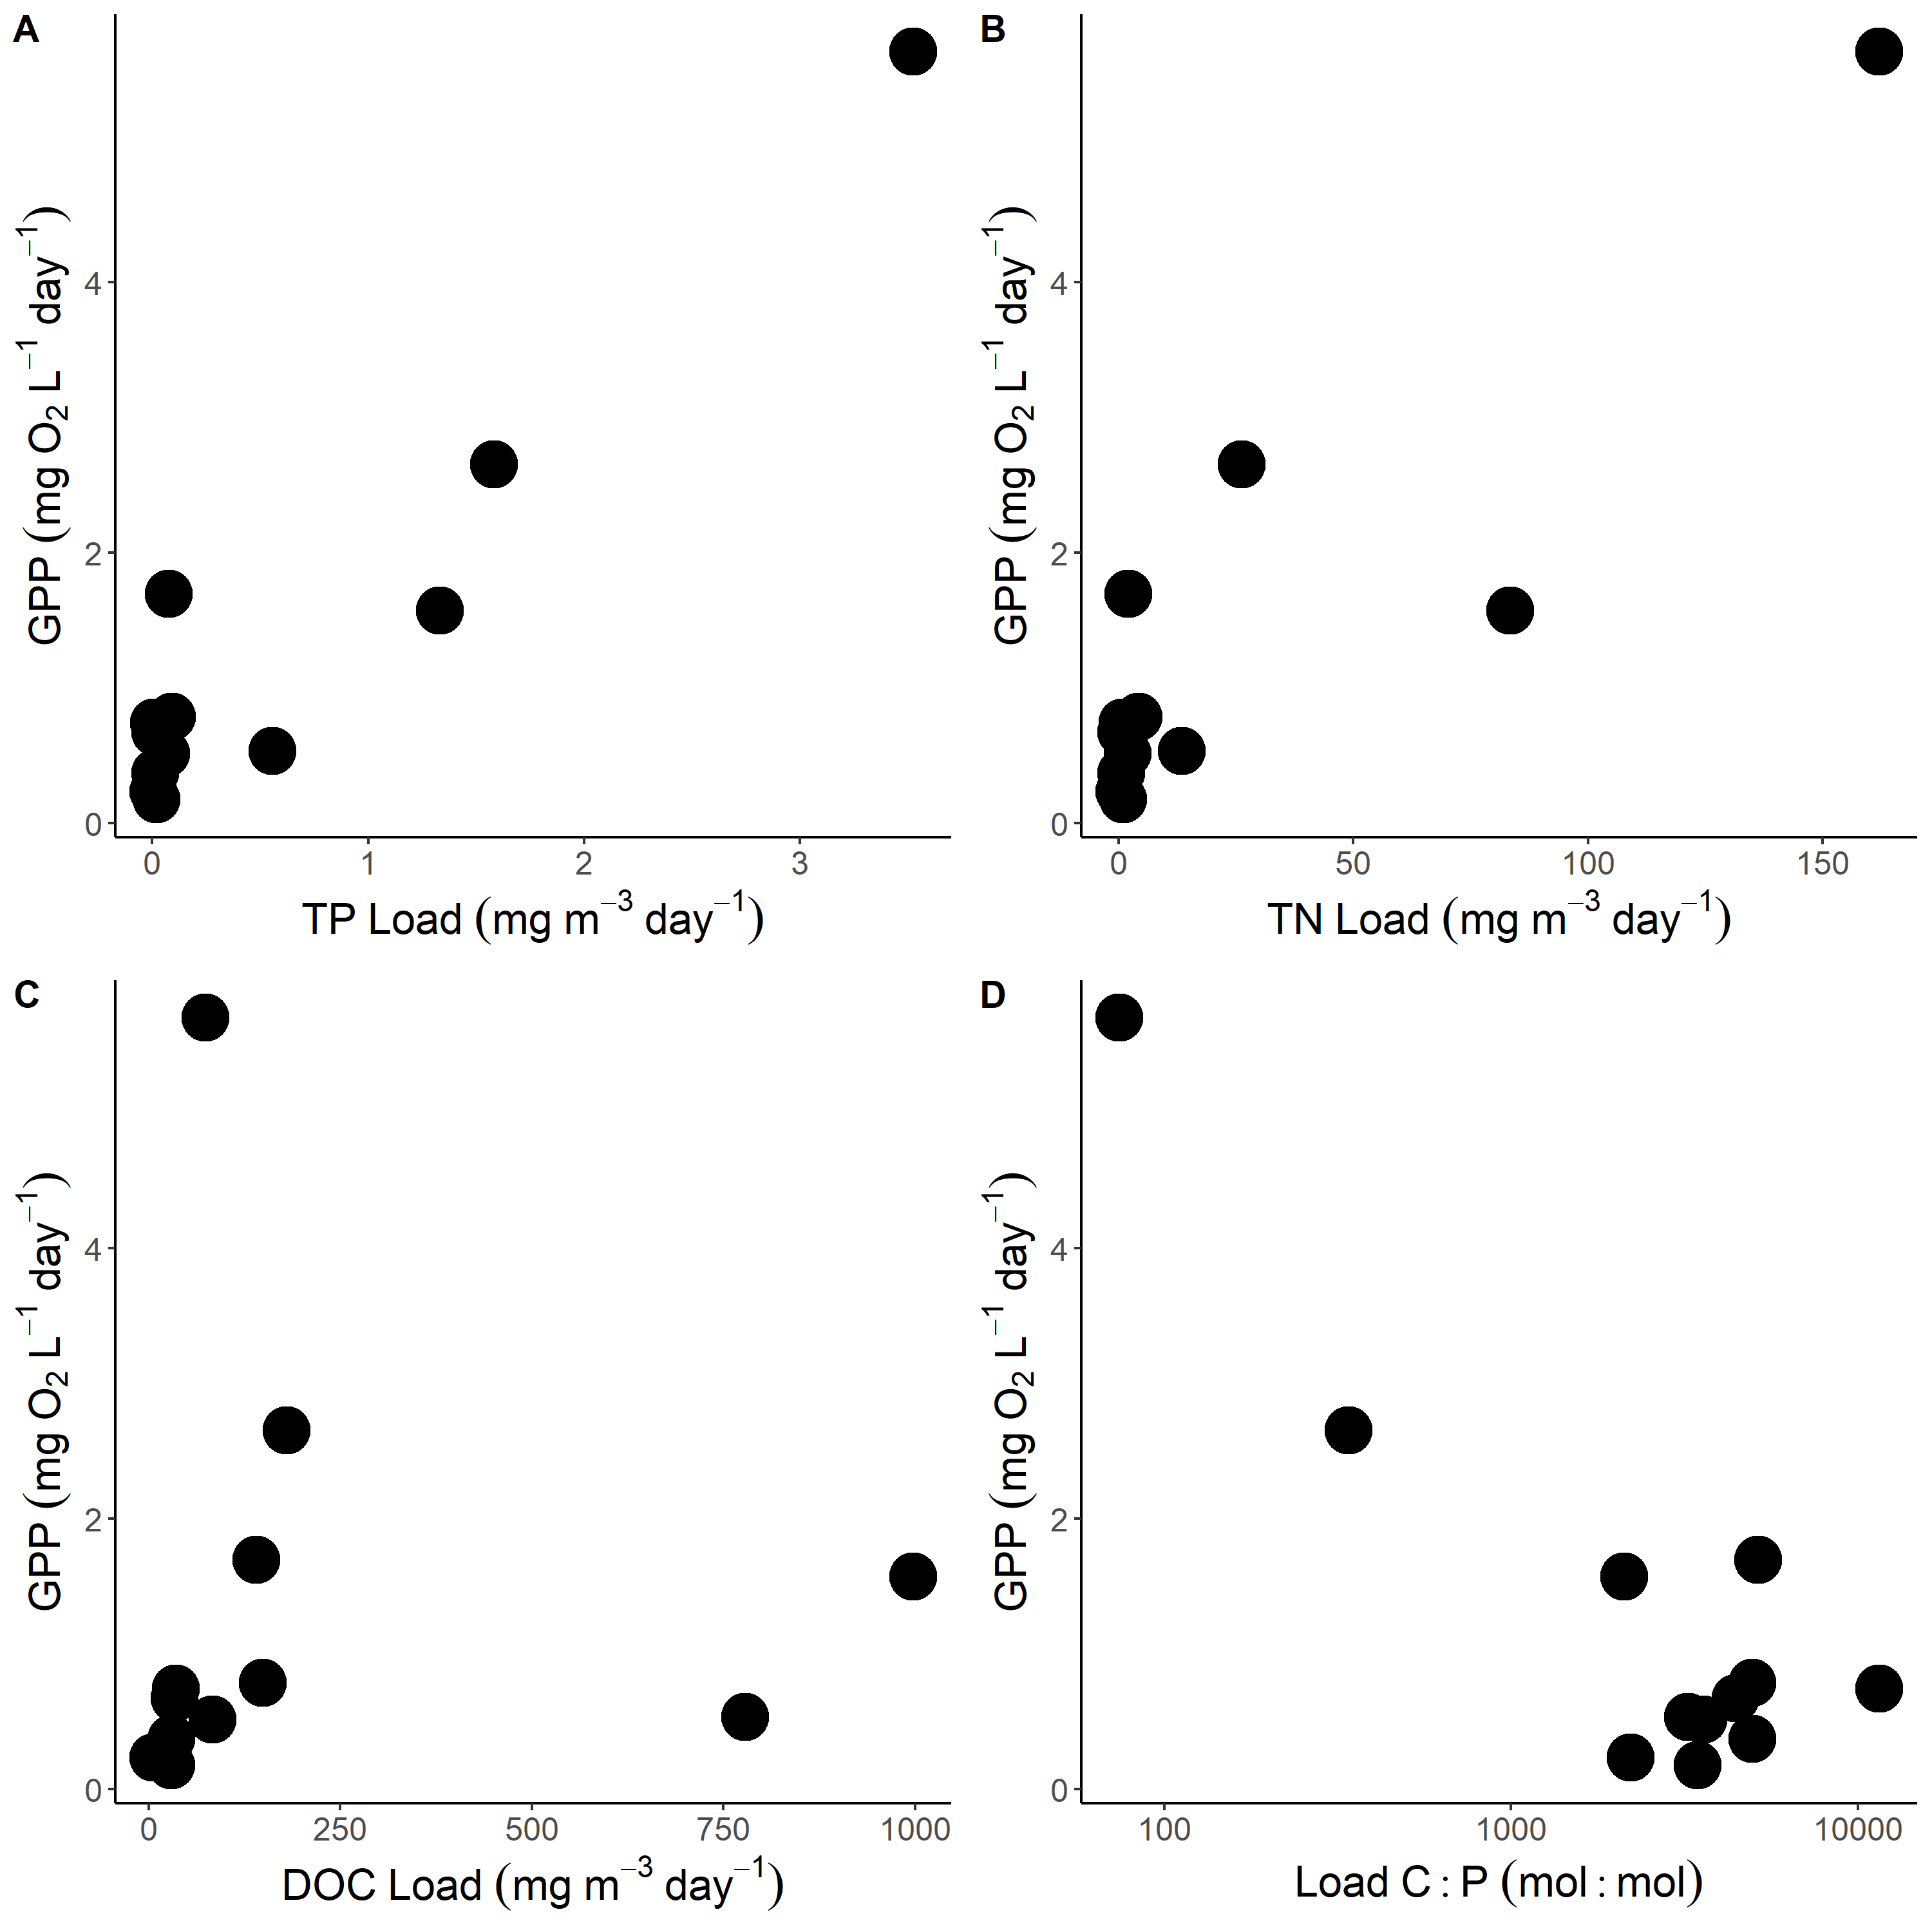 A
GPP (mg O₂ L⁻¹ day⁻¹)
4
2
0
0 1 2 3
TP Load (mg m⁻³ day⁻¹)
B
GPP (mg O₂ L⁻¹ day⁻¹)
4
2
0
0 50 100 150
TN Load (mg m⁻³ day⁻¹)
C
GPP (mg O₂ L⁻¹ day⁻¹)
4
2
0
0 250 500 750 1000
DOC Load (mg m⁻³ day⁻¹)
D
GPP (mg O₂ L⁻¹ day⁻¹)
4
2
0
100 1000 10000
Load C : P (mol : mol)